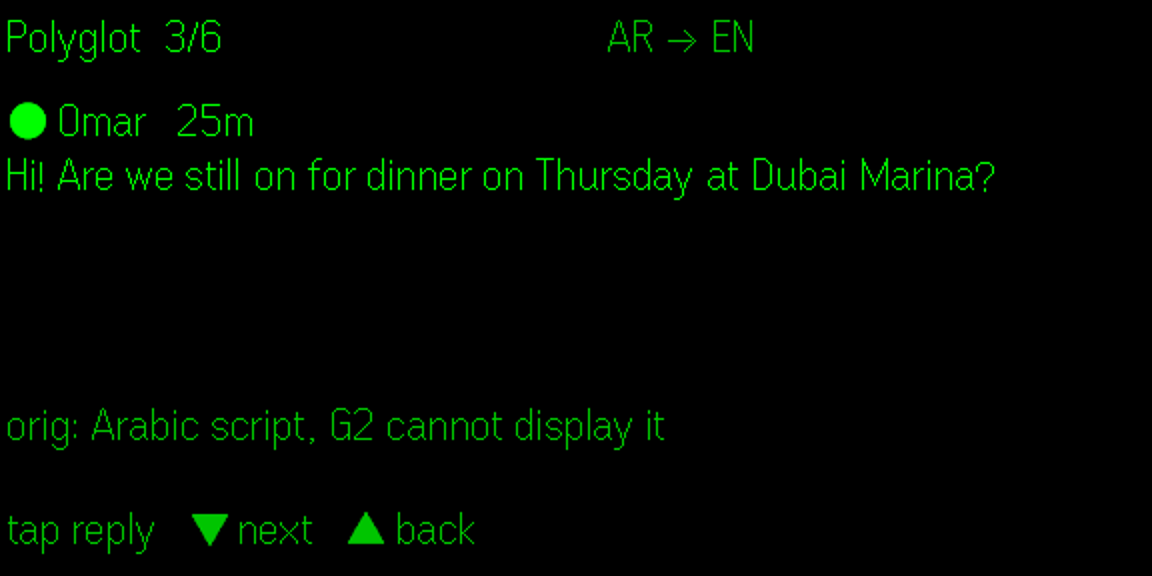 Polyglot 3/6 AR → EN
● Omar 25m
Hi! Are we still on for dinner on Thursday at Dubai Marina?
orig: Arabic script, G2 cannot display it
tap reply ▼ next ▲ back